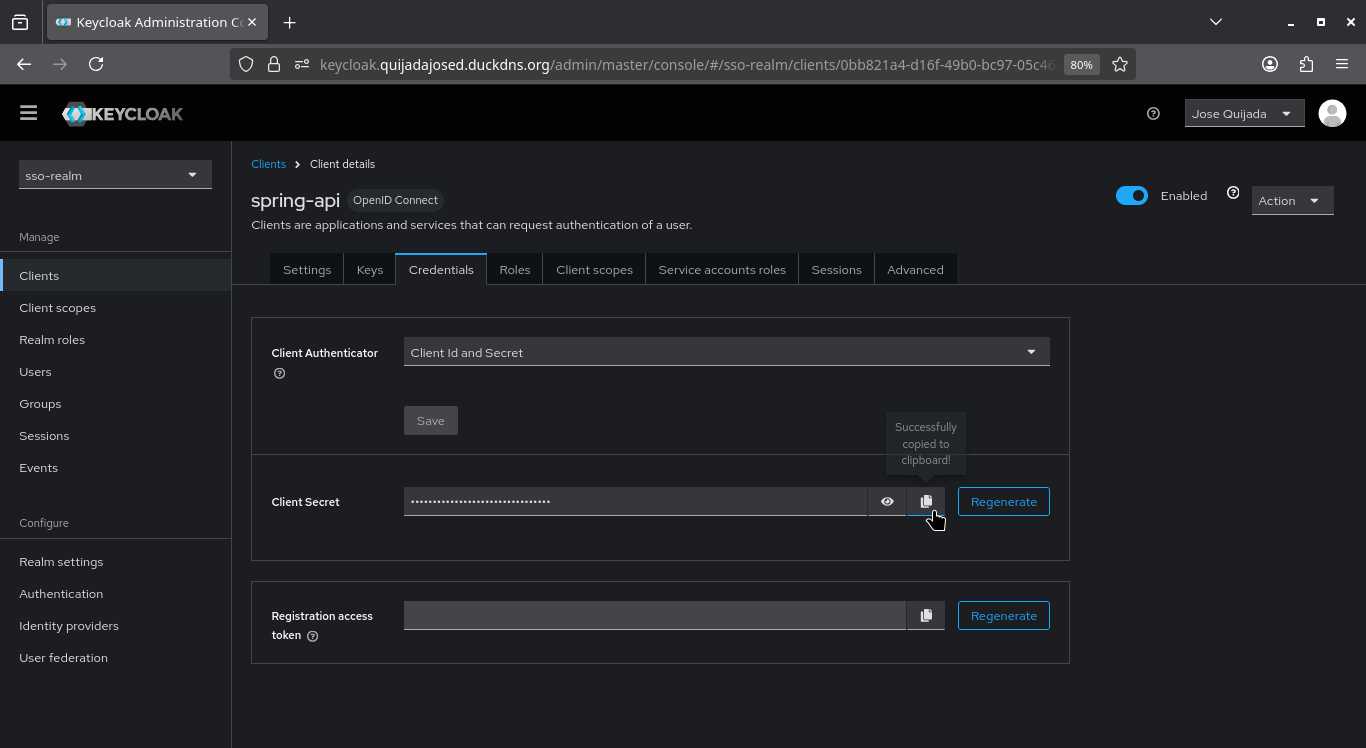 Keycloak Administration Co
keycloak.quijadajosed.duckdns.org/admin/master/console/#/sso-realm/clients/0bb821a4-d16f-49b0-bc97-05c46
80%
KEYCLOAK
Jose Quijada
sso-realm
Manage
Clients
Client scopes
Realm roles
Users
Groups
Sessions
Events
Configure
Realm settings
Authentication
Identity providers
User federation
Clients
Client details
spring-api
OpenID Connect
Enabled
Action
Clients are applications and services that can request authentication of a user.
Settings
Keys
Credentials
Roles
Client scopes
Service accounts roles
Sessions
Advanced
Client Authenticator
Client Id and Secret
Save
Successfully
copied to
clipboard!
Client Secret
Regenerate
Registration access
token
Regenerate